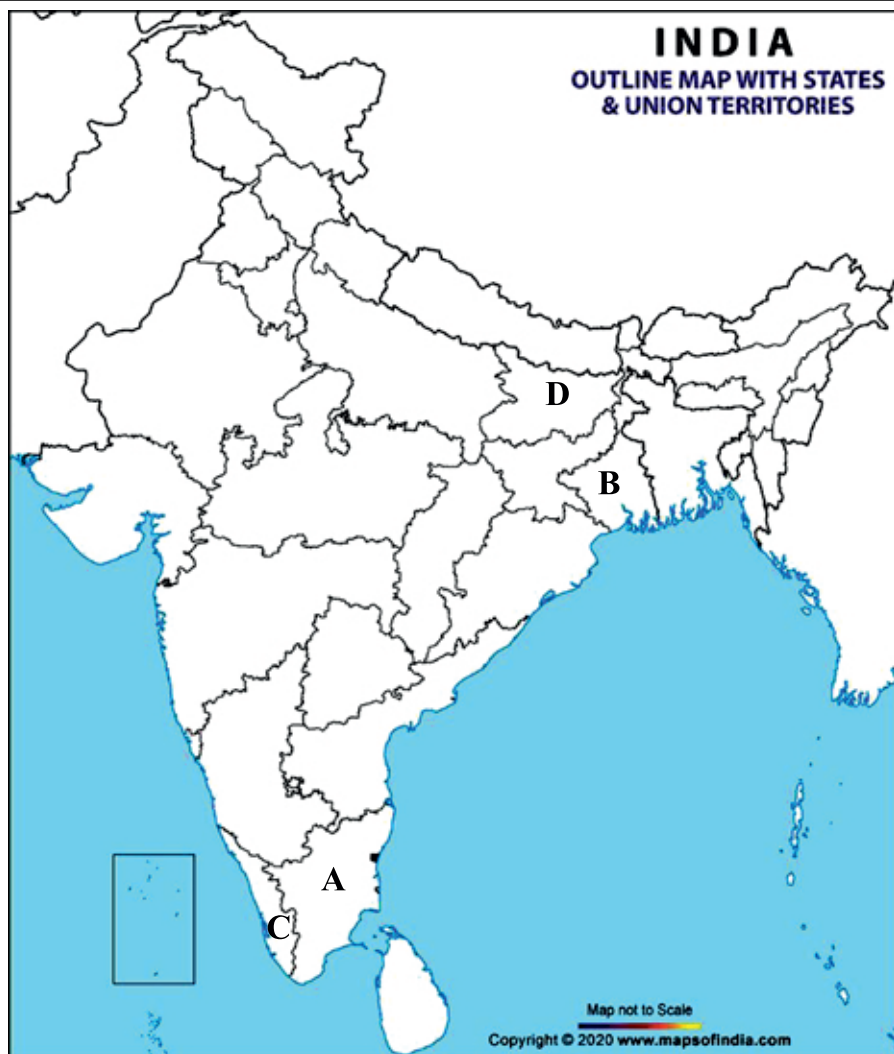 INDIA
OUTLINE MAP WITH STATES
& UNION TERRITORIES
D
B
A
C
Map not to Scale
Copyright © 2020 www.mapsofindia.com